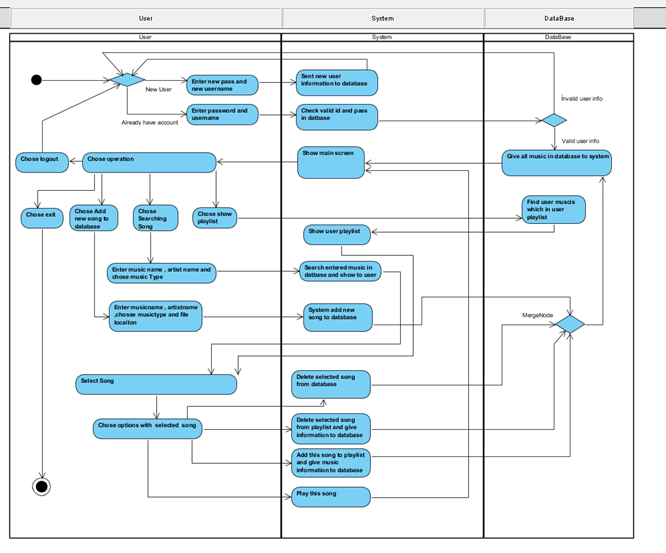 User
System
DataBase
User
System
DataBase
Enter new pass and
new username
Sent new user
information to database
New User
Invalid user info
Enter password and
username
Check valid id and pass
in datbase
Already have account
Valid user info
Chose logout
Chose operation
Show main screen
Give all music in database to system
Chose exit
Chose Add
new song to
database
Chose
Searching
Song
Chose show
playlist
Find user muscis
which in user
playlist
Show user playlist
Enter music name , artist name and
chose music Type
Search entered music in
datbase and show to user
Enter musicname , artistname
,chosse musictype and file
locaiton
System add new
song to database
MergeNode
Select Song
Delete selected song
from database
Chose options with selected song
Delete selected song
from playlist and give
information to database
Add this song to playlist
and give music
information to database
Play this song